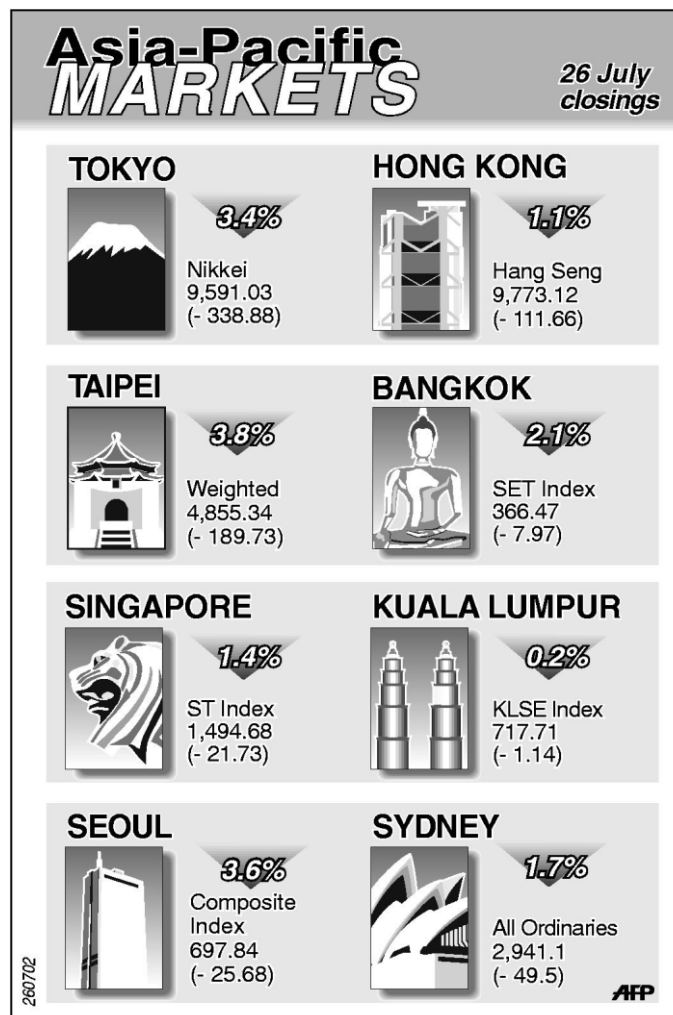 Asia-Pacific
MARKETS
26 July
closings
TOKYO
3.4%
Nikkei
9,591.03
(- 338.88)
HONG KONG
1.1%
Hang Seng
9,773.12
(- 111.66)
TAIPEI
3.8%
Weighted
4,855.34
(- 189.73)
BANGKOK
2.1%
SET Index
366.47
(- 7.97)
SINGAPORE
1.4%
ST Index
1,494.68
(- 21.73)
KUALA LUMPUR
0.2%
KLSE Index
717.71
(- 1.14)
SEOUL
3.6%
Composite
Index
697.84
(- 25.68)
SYDNEY
1.7%
All Ordinaries
2,941.1
(- 49.5)
260702
AFP